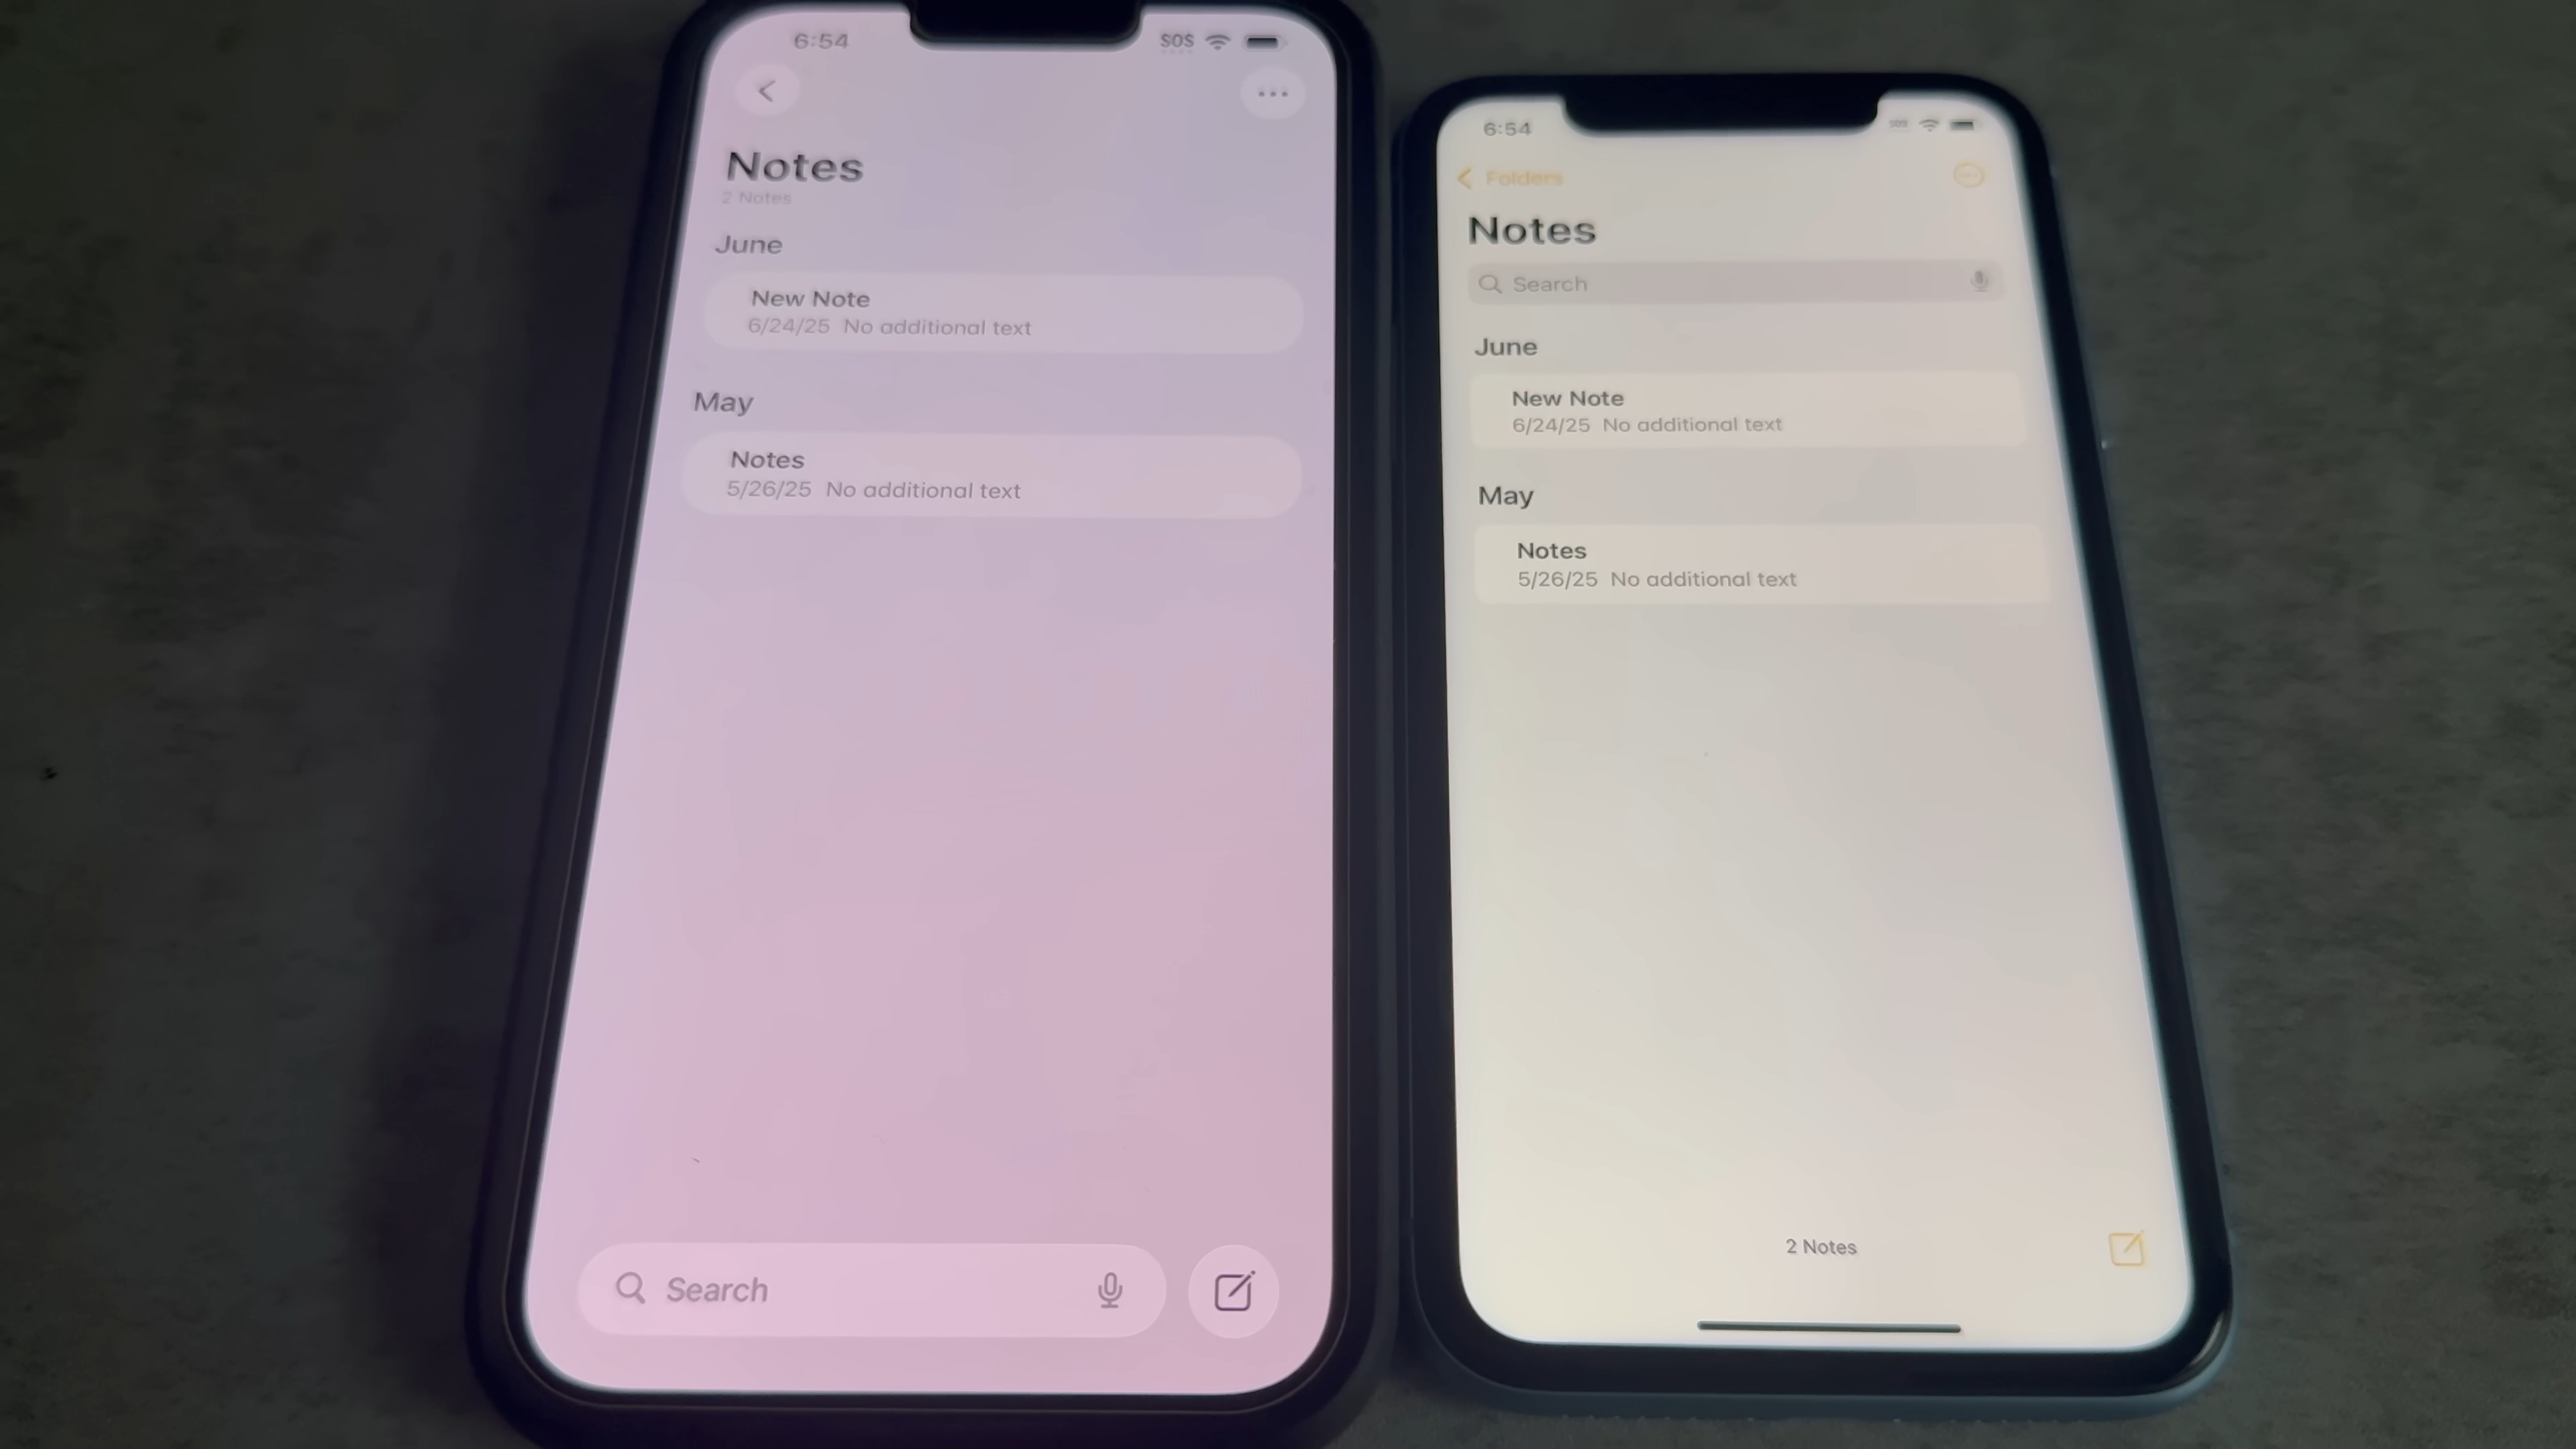 6:54 SOS
Notes
2 Notes
June
New Note
6/24/25 No additional text
May
Notes
5/26/25 No additional text
Search
6:54 SOS
Folders
Notes
Search
June
New Note
6/24/25 No additional text
May
Notes
5/26/25 No additional text
2 Notes